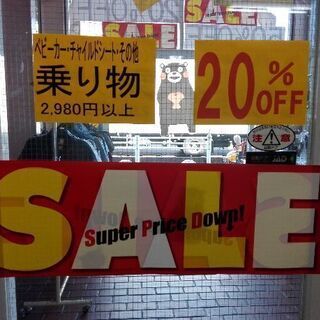 SALE
ベビーカー・チャイルドシート・その他
乗り物
2,980円以上
20%
OFF
注意
SALE
Super Price Down!